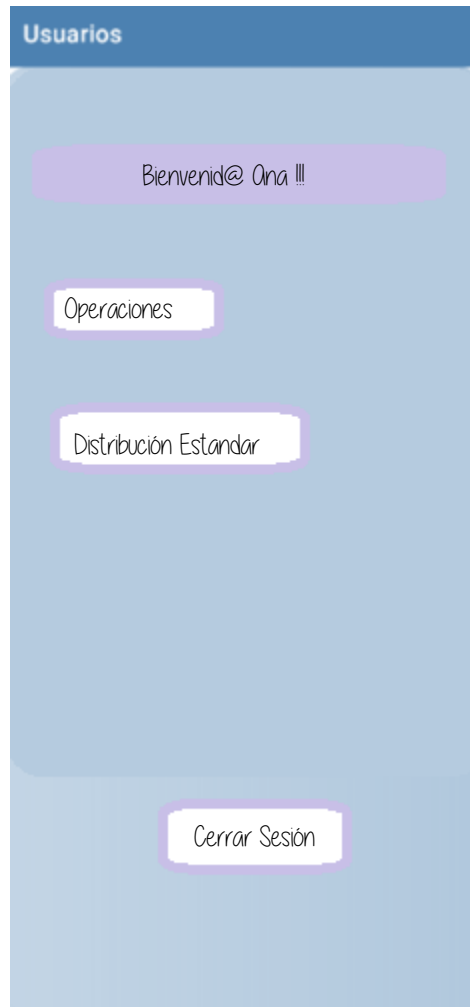 Usuarios
Bienvenid@ Ana !!!
Operaciones
Distribución Estandar
Cerrar Sesión